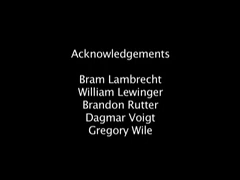 Acknowledgements
Bram Lambrecht
William Lewinger
Brandon Rutter
Dagmar Voigt
Gregory Wile